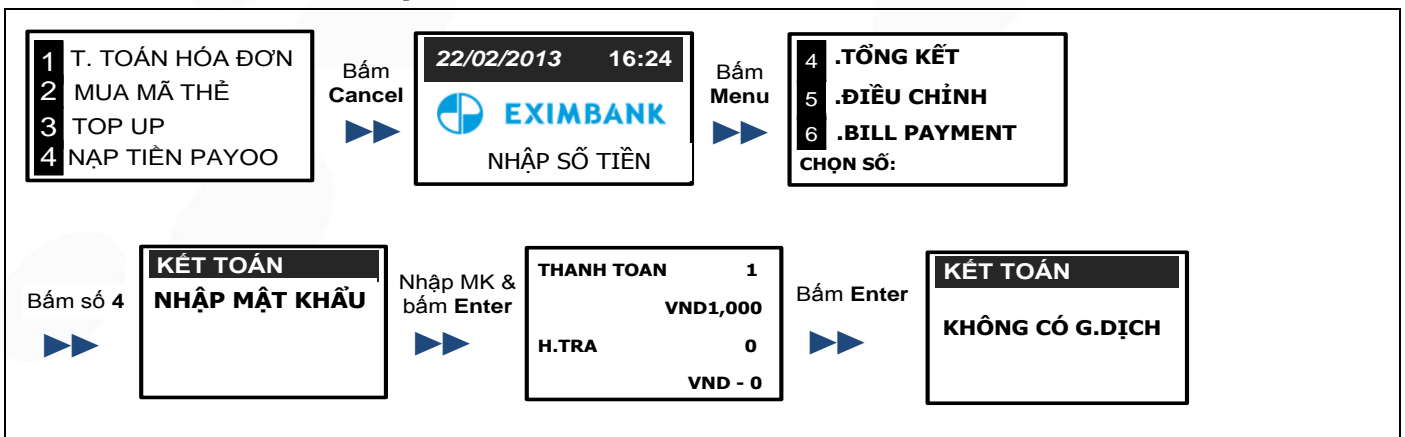 1 T. TOÁN HÓA ĐƠN
2 MUA MÃ THẺ
3 TOP UP
4 NẠP TIỀN PAYOO
Bấm
Cancel
22/02/2013 16:24
EXIMBANK
NHẬP SỐ TIỀN
Bấm
Menu
4 .TỔNG KẾT
5 .ĐIỀU CHỈNH
6 .BILL PAYMENT
CHỌN SỐ:
Bấm số 4
KẾT TOÁN
NHẬP MẬT KHẨU
Nhập MK &
bấm Enter
THANH TOAN 1
VND1,000
H.TRA 0
VND - 0
Bấm Enter
KẾT TOÁN
KHÔNG CÓ G.DỊCH